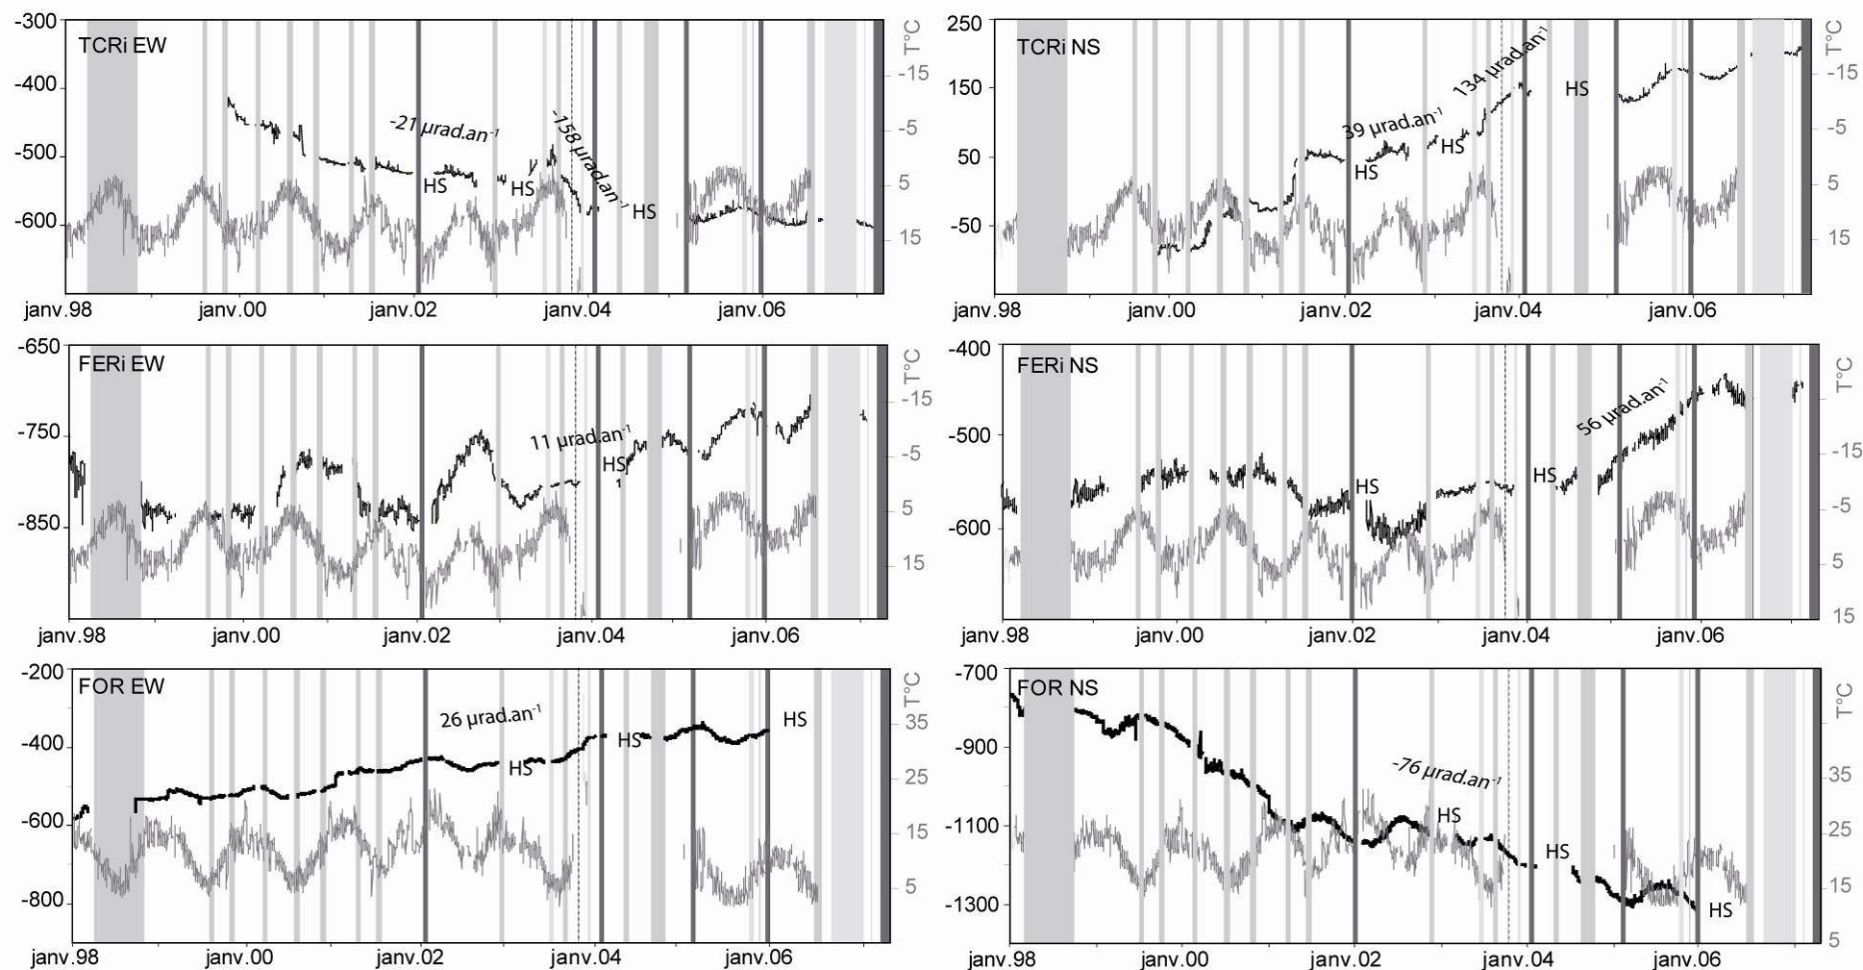 TCRi EW
-300
-400
-500
-600
T°C
-15
-5
5
15
-21 µrad.an⁻¹
-158 µrad.an⁻¹
HS
HS
HS
janv.98
janv.00
janv.02
janv.04
janv.06
TCRi NS
250
150
50
-50
T°C
-15
-5
5
15
39 µrad.an⁻¹
134 µrad.an⁻¹
HS
HS
HS
janv.98
janv.00
janv.02
janv.04
janv.06
FERi EW
-650
-750
-850
T°C
-15
-5
5
15
11 µrad.an⁻¹
HS
janv.98
janv.00
janv.02
janv.04
janv.06
FERi NS
-400
-500
-600
T°C
-15
-5
5
15
56 µrad.an⁻¹
HS
HS
janv.98
janv.00
janv.02
janv.04
janv.06
FOR EW
-200
-400
-600
-800
T°C
35
25
15
5
26 µrad.an⁻¹
HS
HS
HS
janv.98
janv.00
janv.02
janv.04
janv.06
FOR NS
-700
-900
-1100
-1300
T°C
35
25
15
5
-76 µrad.an⁻¹
HS
HS
HS
janv.98
janv.00
janv.02
janv.04
janv.06